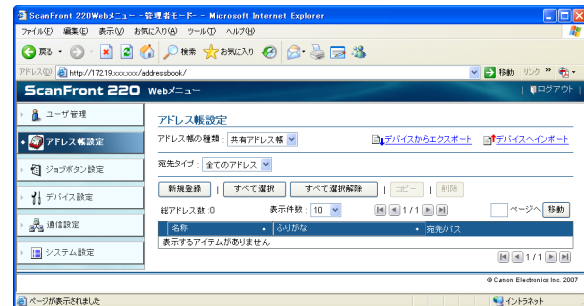 ScanFront 220Webメニュー -管理者モード- - Microsoft Internet Explorer
ファイル(F) 編集(E) 表示(V) お気に入り(A) ツール(T) ヘルプ(H)
戻る 検索 お気に入り
アドレス(D) http://172.19.xxx.xxx/addressbook/ 移動 リンク »
ScanFront 220 Webメニュー ログアウト
ユーザ管理
アドレス帳設定
ジョブボタン設定
デバイス設定
通信設定
システム設定
アドレス帳設定
アドレス帳の種類 : 共有アドレス帳 デバイスからエクスポート デバイスへインポート
宛先タイプ : 全てのアドレス
新規登録 | すべて選択 すべて選択解除 | コピー | 削除
総アドレス数 :0 表示件数 : 10 1 / 1 ページへ 移動
名称 ふりがな 宛先/パス
表示するアイテムがありません
1 / 1
© Canon Electronics Inc. 2007
ページが表示されました イントラネット